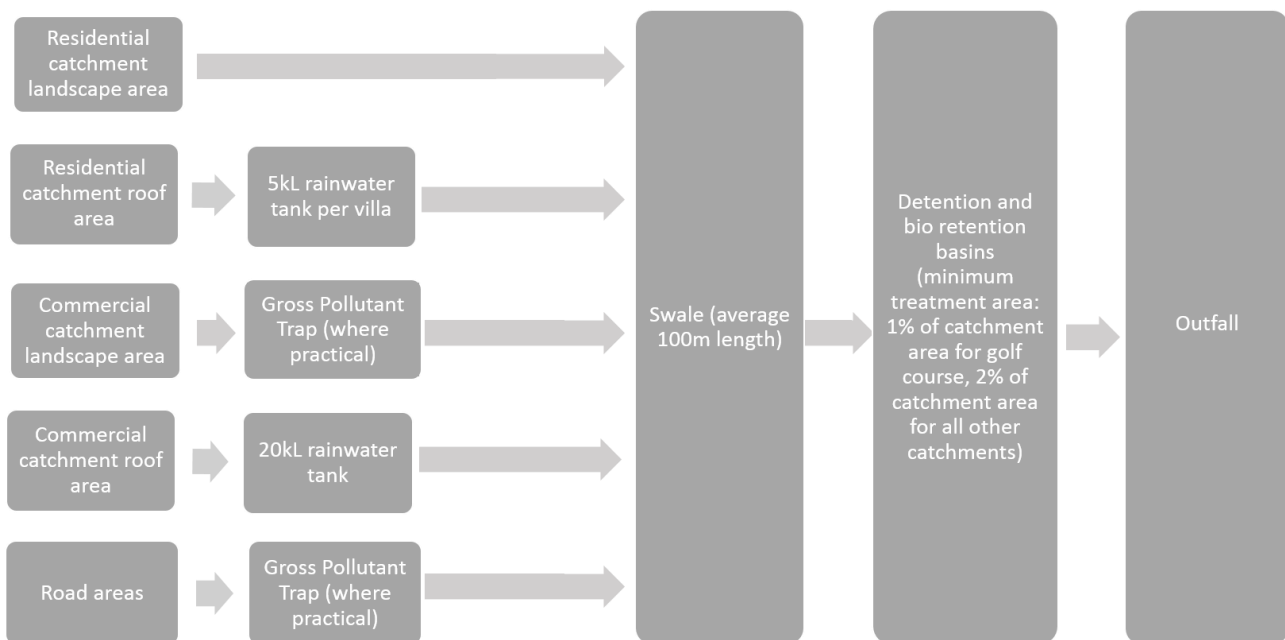 Residential
catchment
landscape area
Residential
catchment roof
area
5kL rainwater
tank per villa
Commercial
catchment
landscape area
Gross Pollutant
Trap (where
practical)
Commercial
catchment roof
area
20kL rainwater
tank
Road areas
Gross Pollutant
Trap (where
practical)
Swale (average
100m length)
Detention and
bio retention
basins
(minimum
treatment area:
1% of catchment
area for golf
course, 2% of
catchment area
for all other
catchments)
Outfall